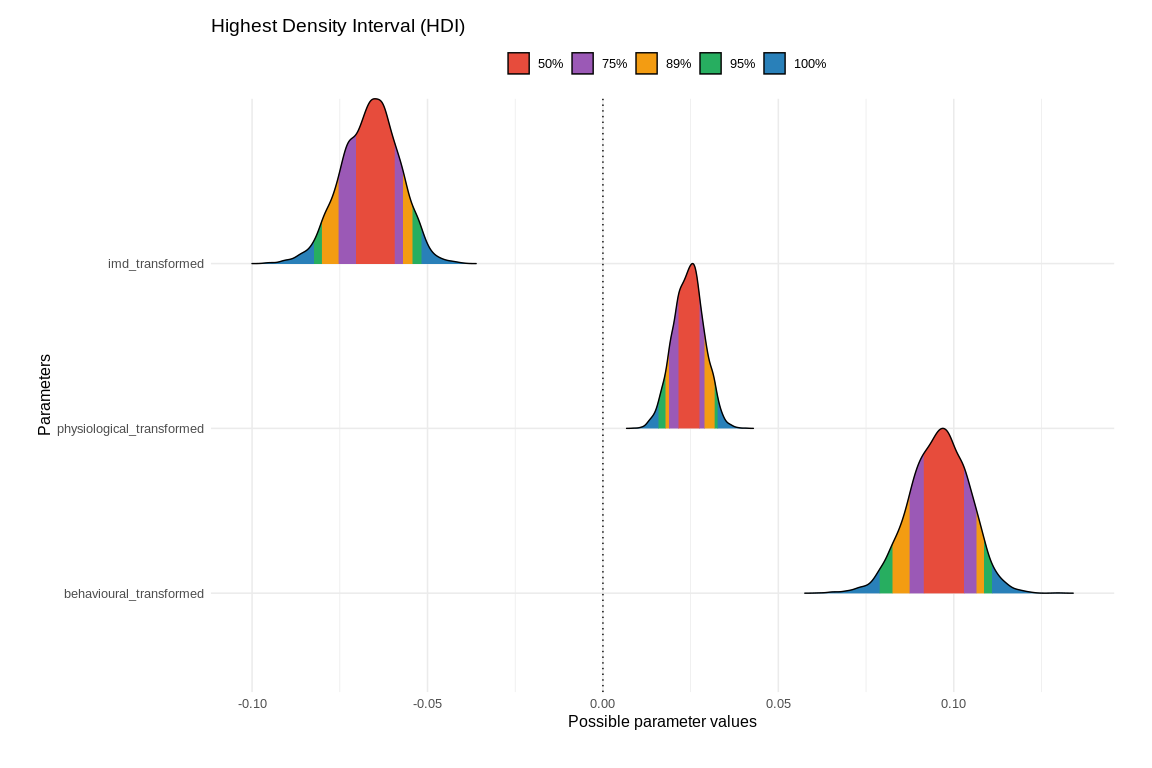 Highest Density Interval (HDI)
50% 75% 89% 95% 100%
imd_transformed
physiological_transformed
behavioural_transformed
Parameters
-0.10 -0.05 0.00 0.05 0.10
Possible parameter values